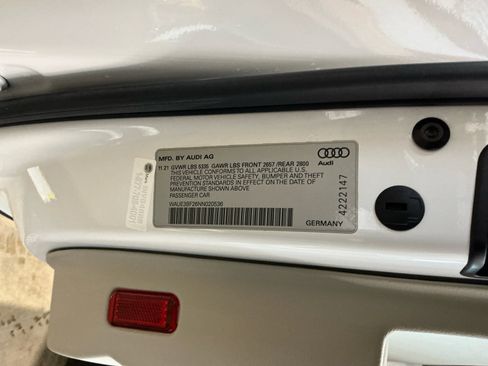 MFD. BY AUDI AG
Audi
11.21 GVWR LBS 5335 GAWR LBS FRONT 2657 /REAR 2800
THIS VEHICLE CONFORMS TO ALL APPLICABLE U.S.
FEDERAL MOTOR VEHICLE SAFETY, BUMPER AND THEFT
PREVENTION STANDARDS IN EFFECT ON THE DATE OF
MANUFACTURE SHOWN ABOVE
PASSENGER CAR
WAUE3BF26NN020536
GERMANY
4222147